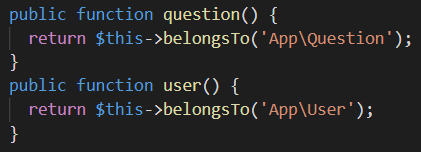 public function question() {
  return $this->belongsTo('App\Question');
}
public function user() {
  return $this->belongsTo('App\User');
}